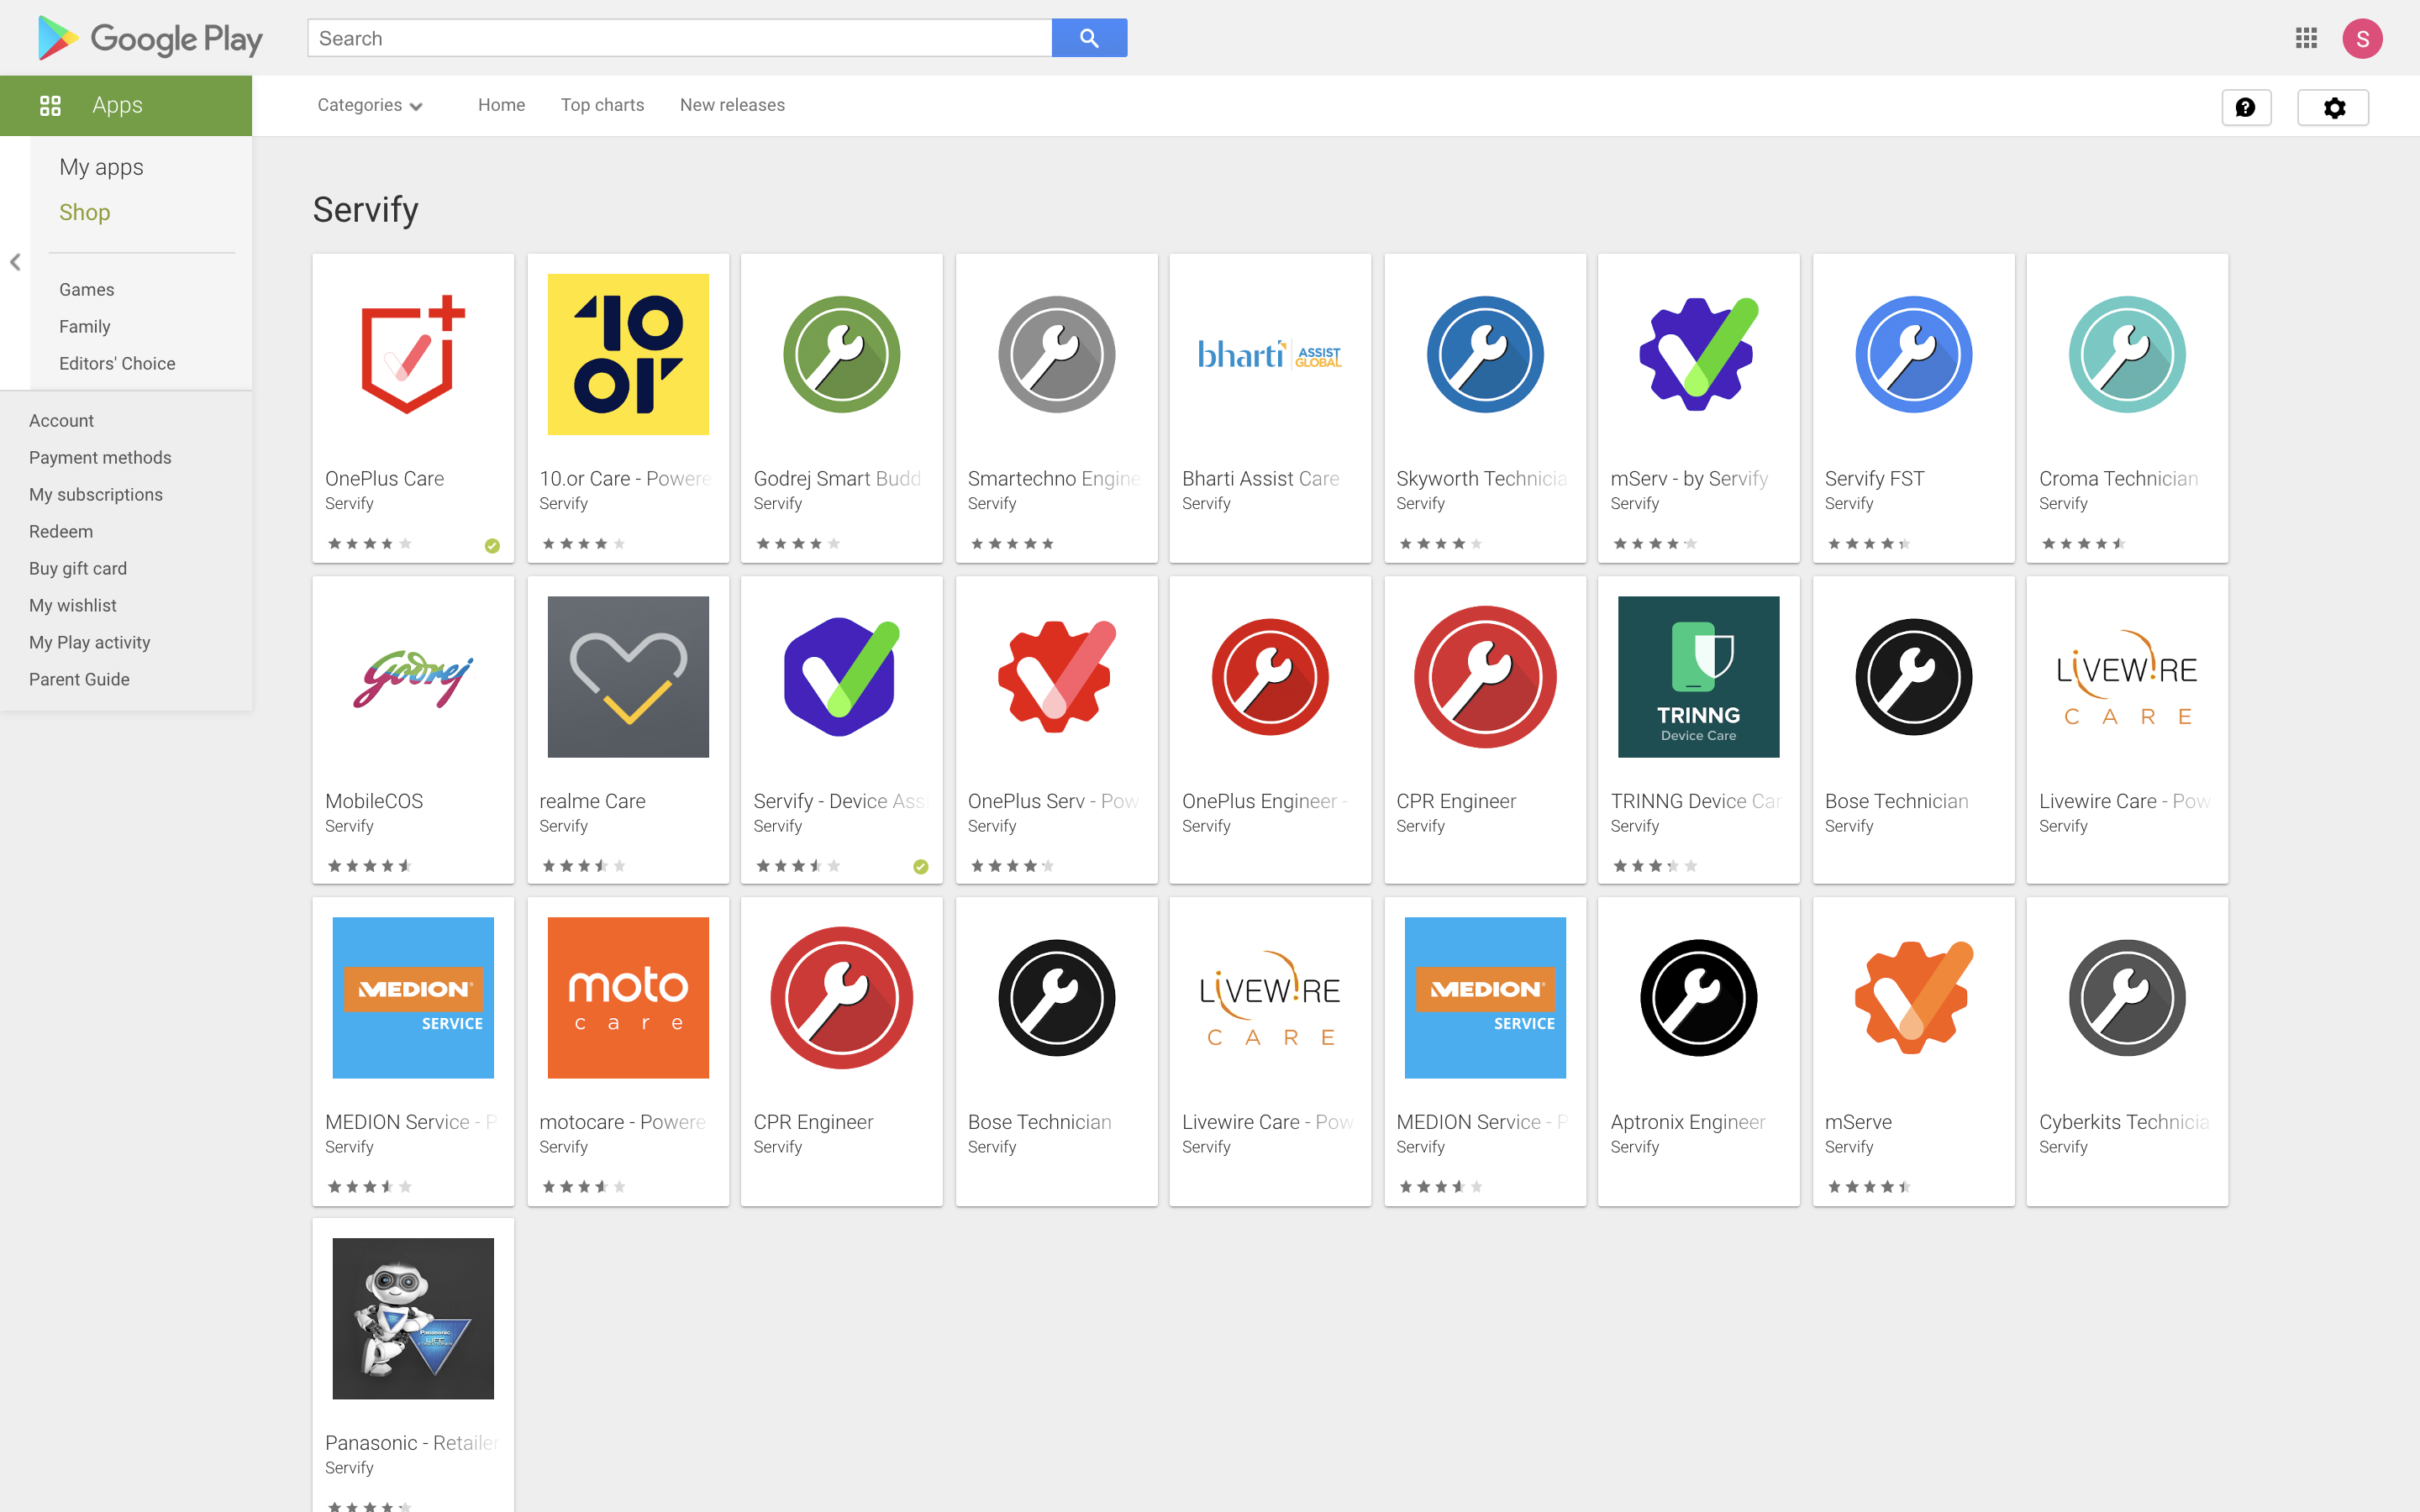 Google Play
Search
S
Apps
Categories
Home
Top charts
New releases
My apps
Shop
Games
Family
Editors' Choice
Account
Payment methods
My subscriptions
Redeem
Buy gift card
My wishlist
My Play activity
Parent Guide
Servify
10
or
bharti ASSIST GLOBAL
OnePlus Care
Servify
10.or Care - Powere
Servify
Godrej Smart Budd
Servify
Smartechno Engine
Servify
Bharti Assist Care
Servify
Skyworth Technicia
Servify
mServ - by Servify
Servify
Servify FST
Servify
Croma Technician
Servify
Godrej
TRINNG
Device Care
LIVEW!RE
CARE
MobileCOS
Servify
realme Care
Servify
Servify - Device Assi
Servify
OnePlus Serv - Pow
Servify
OnePlus Engineer -
Servify
CPR Engineer
Servify
TRINNG Device Car
Servify
Bose Technician
Servify
Livewire Care - Pow
Servify
MEDION
SERVICE
moto
care
LIVEW!RE
CARE
MEDION
SERVICE
MEDION Service - P
Servify
motocare - Powere
Servify
CPR Engineer
Servify
Bose Technician
Servify
Livewire Care - Pow
Servify
MEDION Service - P
Servify
Aptronix Engineer
Servify
mServe
Servify
Cyberkits Technicia
Servify
Panasonic
Panasonic - Retailer
Servify